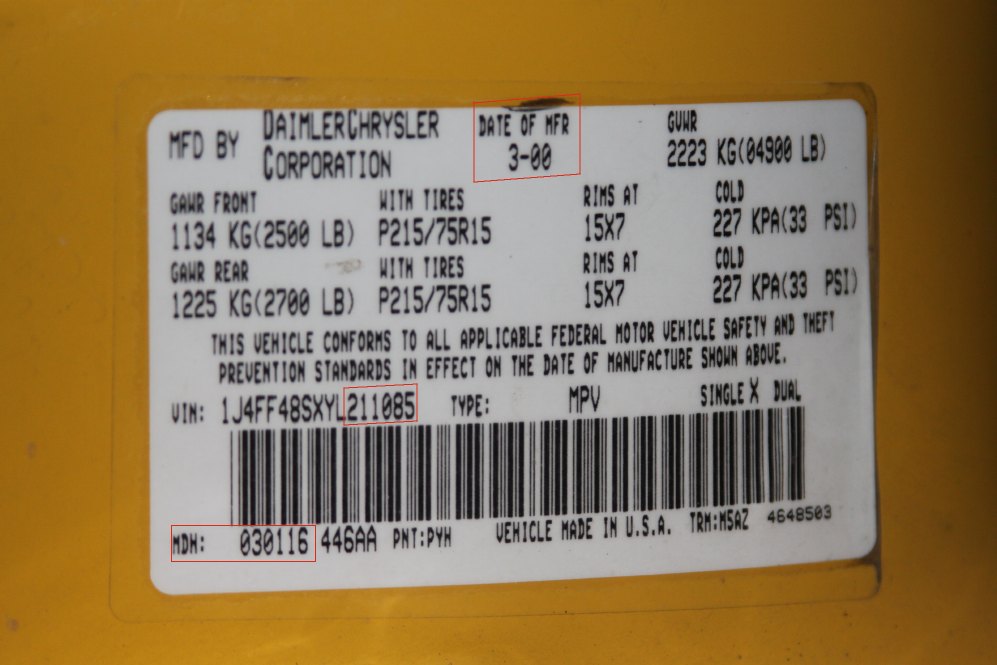 MFD BY DAIMLERCHRYSLER CORPORATION
DATE OF MFR 3-00
GVWR 2223 KG(04900 LB)
GAWR FRONT WITH TIRES RIMS AT COLD
1134 KG(2500 LB) P215/75R15 15X7 227 KPA(33 PSI)
GAWR REAR WITH TIRES RIMS AT COLD
1225 KG(2700 LB) P215/75R15 15X7 227 KPA(33 PSI)
THIS VEHICLE CONFORMS TO ALL APPLICABLE FEDERAL MOTOR VEHICLE SAFETY AND THEFT
PREVENTION STANDARDS IN EFFECT ON THE DATE OF MANUFACTURE SHOWN ABOVE.
VIN: 1J4FF48SXYL211085 TYPE: MPV SINGLE X DUAL
MDH: 030116 446AA PNT:PYH VEHICLE MADE IN U.S.A. TRM:M5AZ 4648503